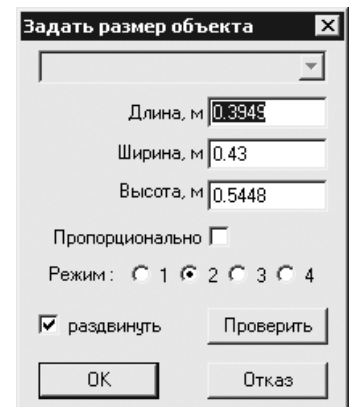 Задать размер объекта
Длина, м 0.3949
Ширина, м 0.43
Высота, м 0.5448
Пропорционально
Режим : 1 2 3 4
раздвинуть Проверить
OK Отказ